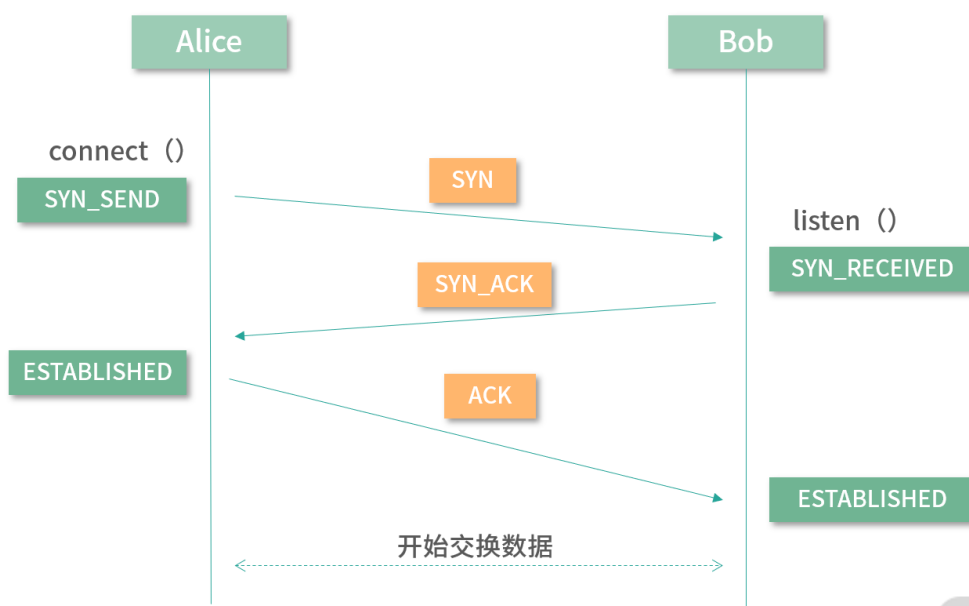 Alice
Bob
connect（）
SYN_SEND
SYN
listen（）
SYN_RECEIVED
SYN_ACK
ESTABLISHED
ACK
ESTABLISHED
开始交换数据